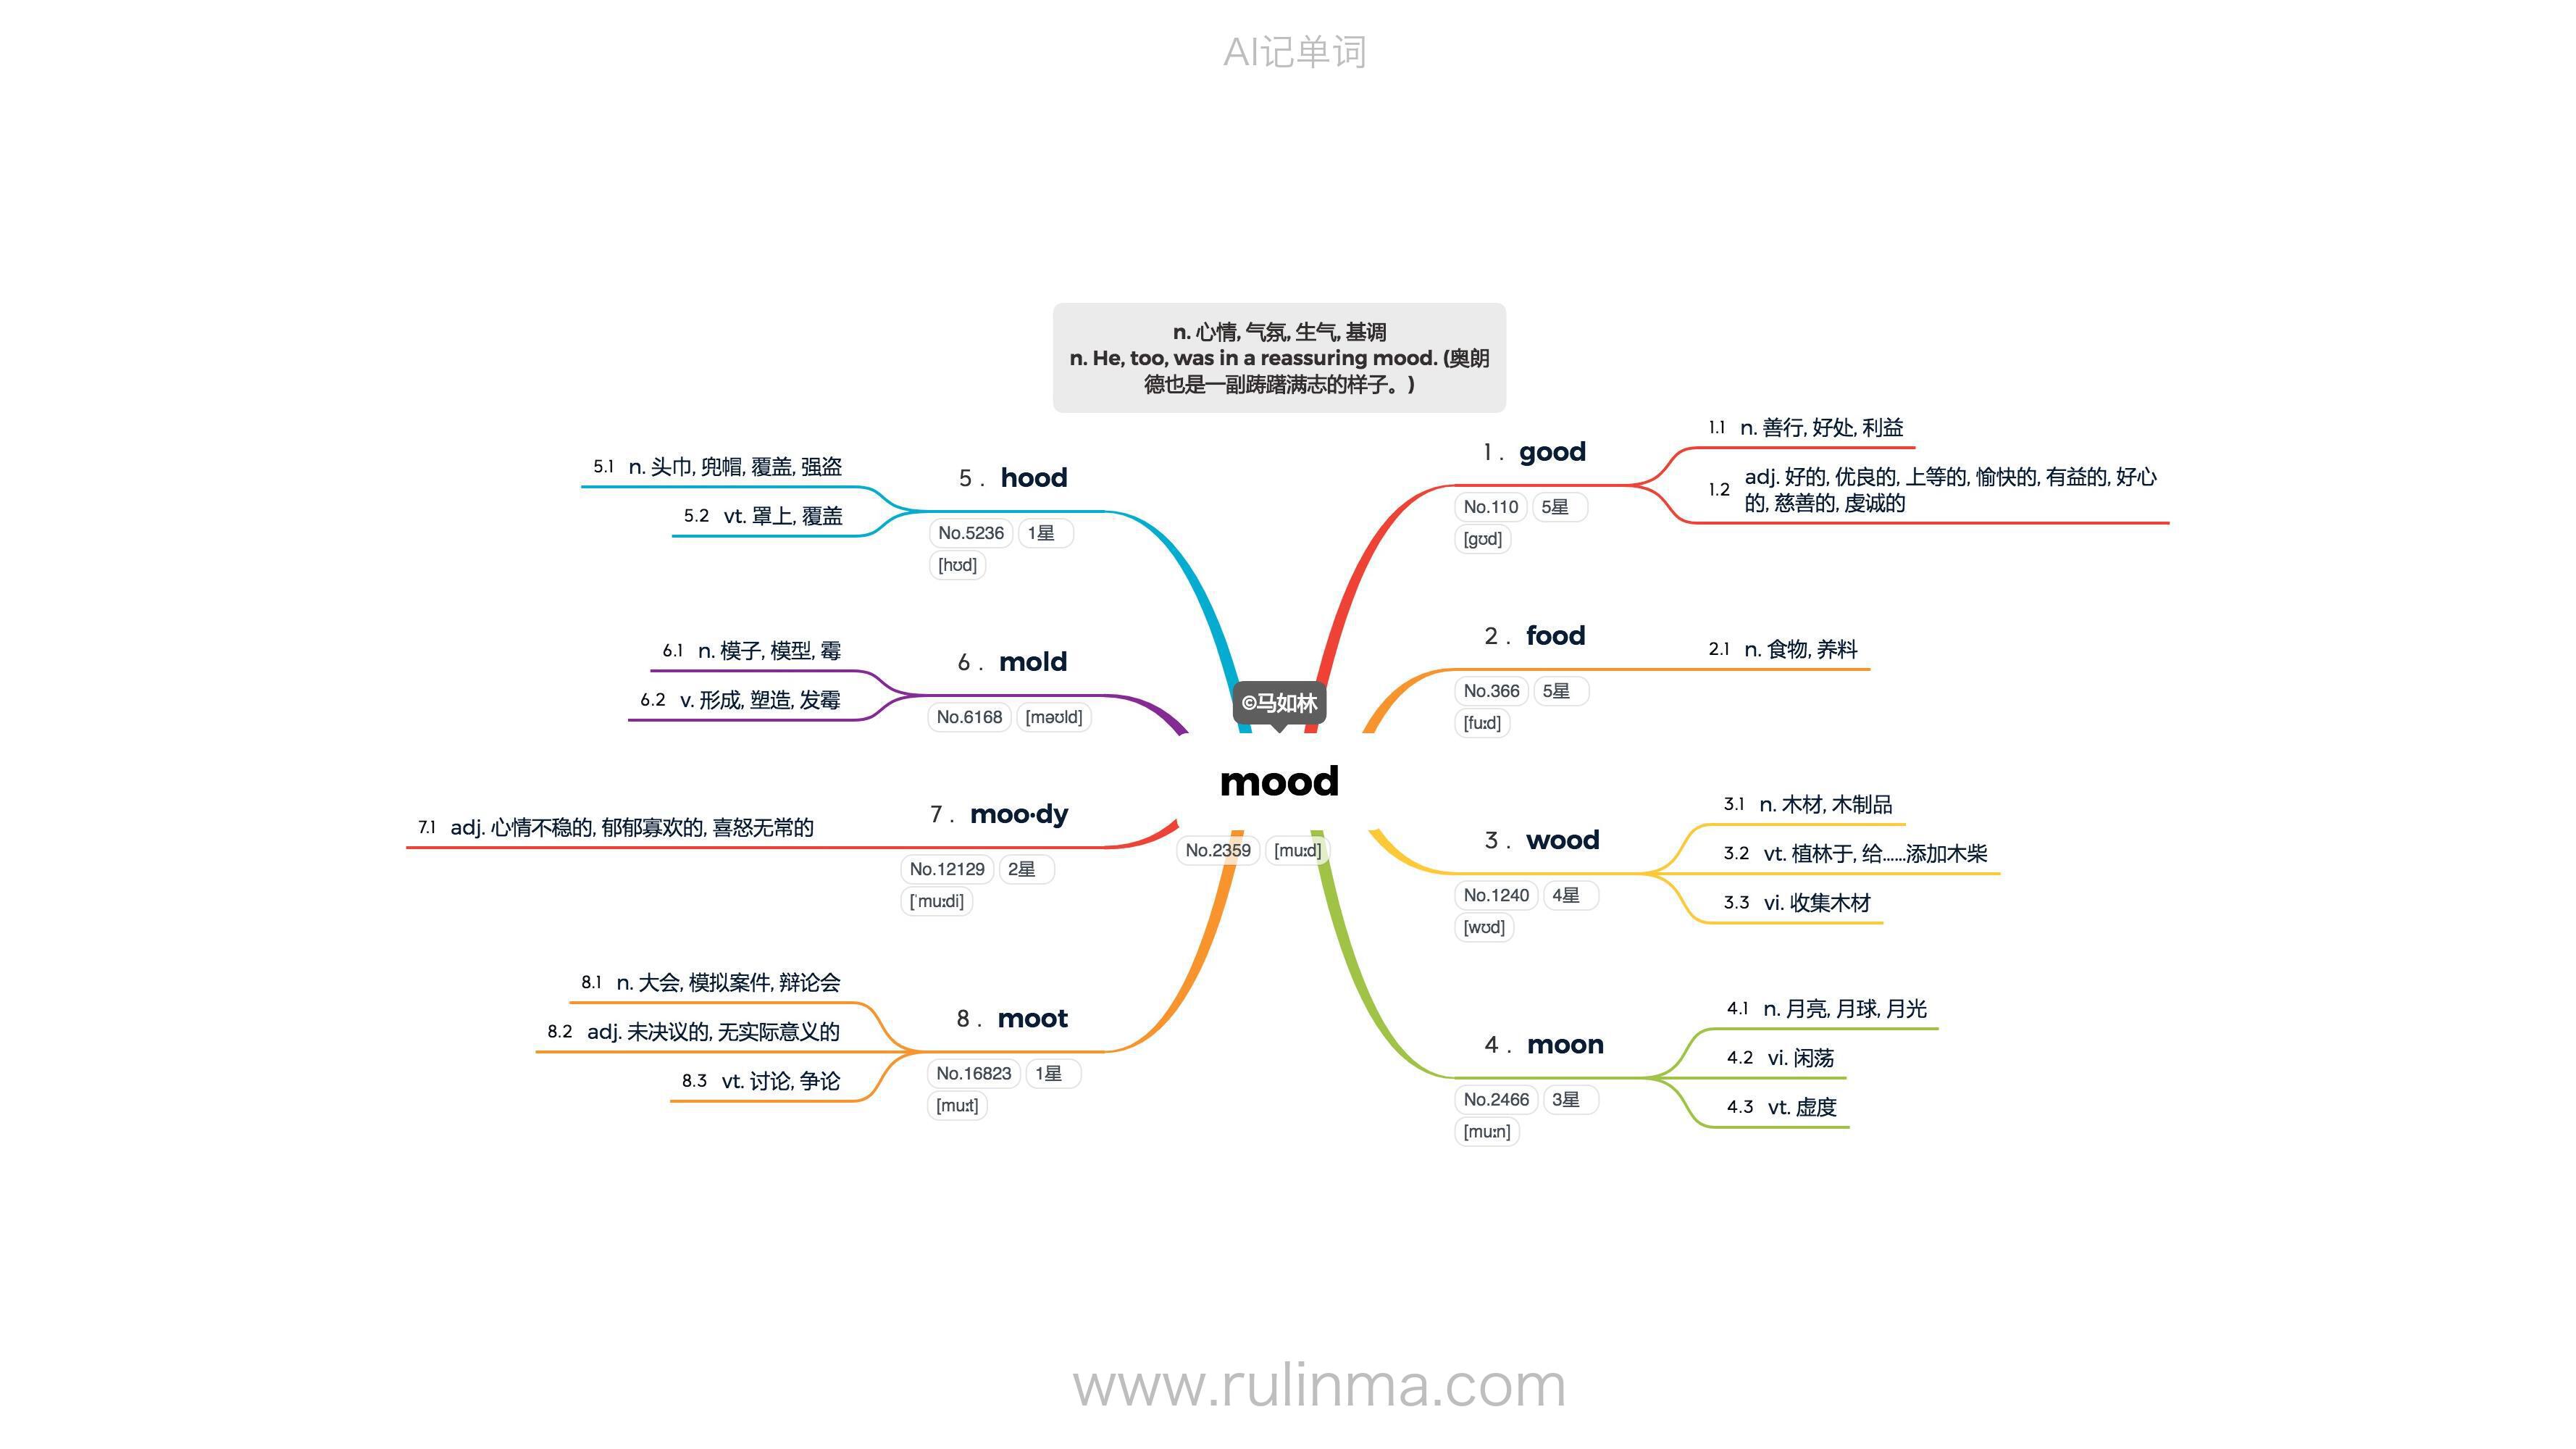 AI记单词
n. 心情, 气氛, 生气, 基调
n. He, too, was in a reassuring mood. (奥朗
德也是一副踌躇满志的样子。)
©马如林
mood
No.2359 [muːd]
1. good
No.110 5星
[ɡʊd]
1.1 n. 善行, 好处, 利益
1.2 adj. 好的, 优良的, 上等的, 愉快的, 有益的, 好心
的, 慈善的, 虔诚的
2. food
No.366 5星
[fuːd]
2.1 n. 食物, 养料
3. wood
No.1240 4星
[wʊd]
3.1 n. 木材, 木制品
3.2 vt. 植林于, 给……添加木柴
3.3 vi. 收集木材
4. moon
No.2466 3星
[muːn]
4.1 n. 月亮, 月球, 月光
4.2 vi. 闲荡
4.3 vt. 虚度
5. hood
No.5236 1星
[hʊd]
5.1 n. 头巾, 兜帽, 覆盖, 强盗
5.2 vt. 罩上, 覆盖
6. mold
No.6168 [məʊld]
6.1 n. 模子, 模型, 霉
6.2 v. 形成, 塑造, 发霉
7. moo·dy
No.12129 2星
[ˈmuːdi]
7.1 adj. 心情不稳的, 郁郁寡欢的, 喜怒无常的
8. moot
No.16823 1星
[muːt]
8.1 n. 大会, 模拟案件, 辩论会
8.2 adj. 未决议的, 无实际意义的
8.3 vt. 讨论, 争论
www.rulinma.com